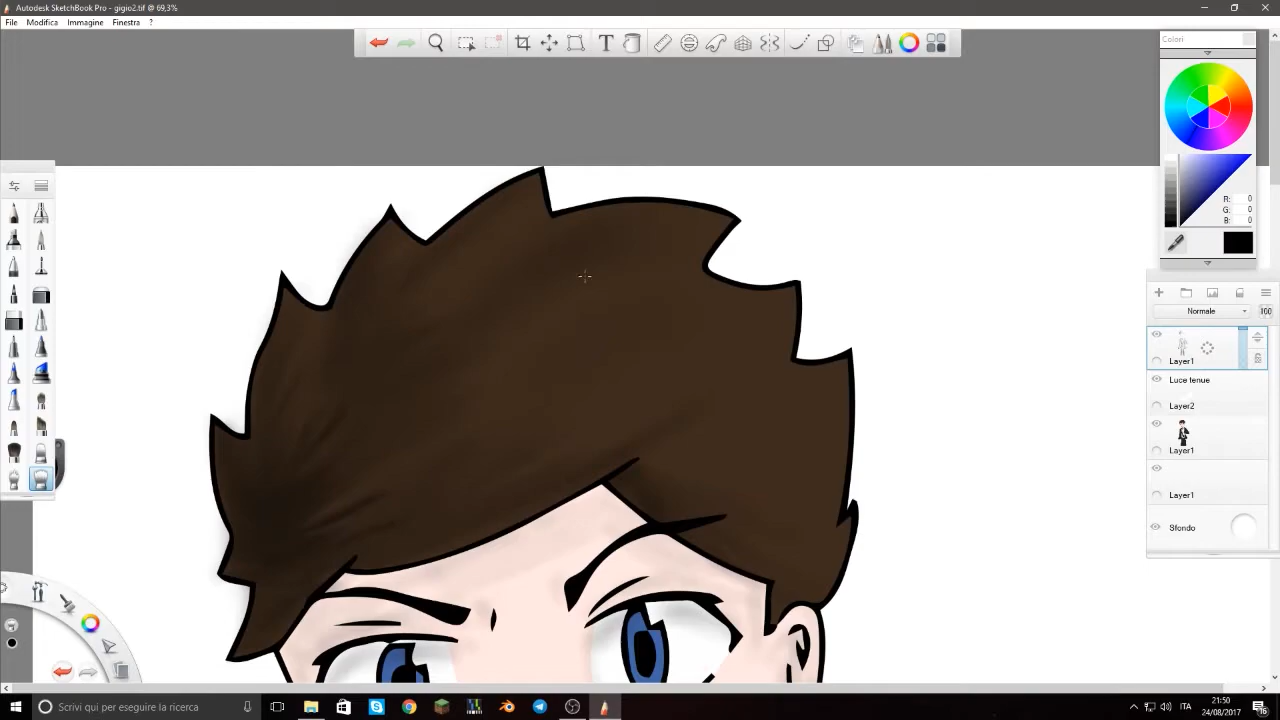 Autodesk SketchBook Pro - gigio2.tif @ 69,3%
File Modifica Immagine Finestra ?
Colori
R: 0
G: 0
B: 0
Normale 100
Layer1
Luce tenue
Layer2
Layer1
Layer1
Sfondo
Scrivi qui per eseguire la ricerca
ITA
21:50
24/08/2017